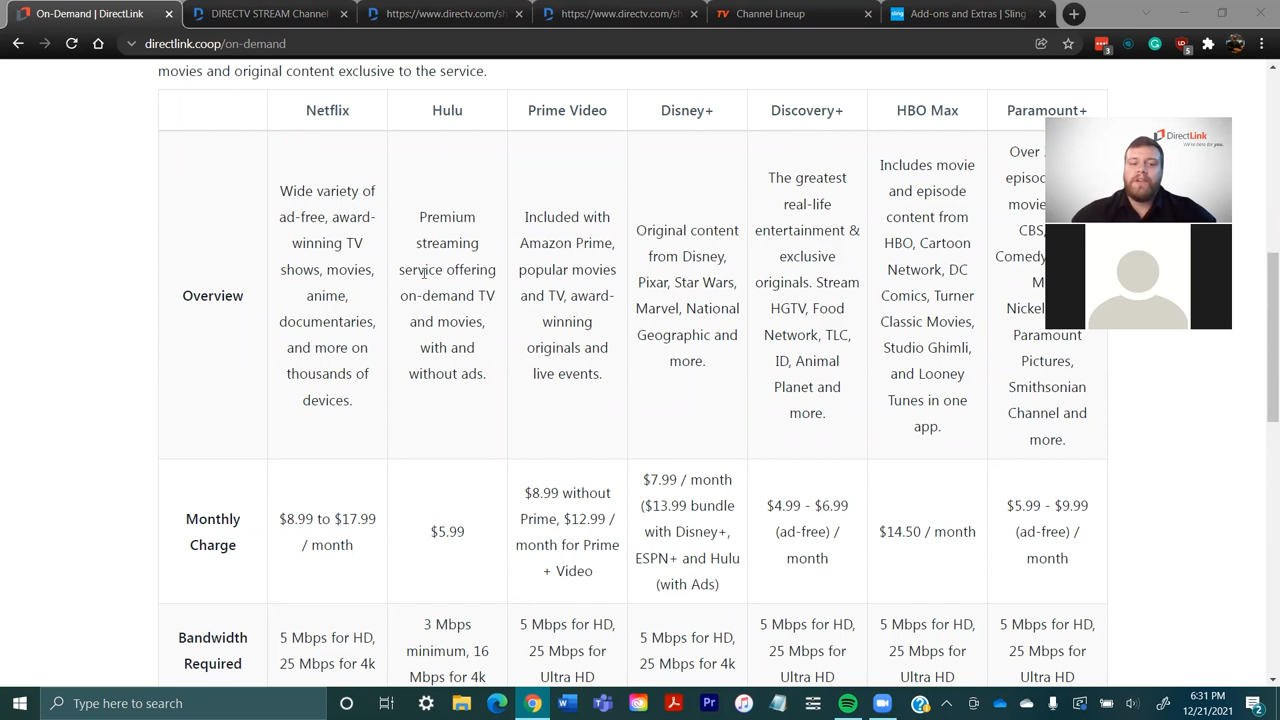 On-Demand | DirectLink
DIRECTV STREAM Channel
https://www.directv.com/sh
https://www.directv.com/sh
Channel Lineup
Add-ons and Extras | Sling
directlink.coop/on-demand
3
5
movies and original content exclusive to the service.
Netflix
Hulu
Prime Video
Disney+
Discovery+
HBO Max
Paramount+
Overview
Wide variety of
ad-free, award-
winning TV
shows, movies,
anime,
documentaries,
and more on
thousands of
devices.
Premium
streaming
service offering
on-demand TV
and movies,
with and
without ads.
Included with
Amazon Prime,
popular movies
and TV, award-
winning
originals and
live events.
Original content
from Disney,
Pixar, Star Wars,
Marvel, National
Geographic and
more.
The greatest
real-life
entertainment &
exclusive
originals. Stream
HGTV, Food
Network, TLC,
ID, Animal
Planet and
more.
Includes movie
and episode
content from
HBO, Cartoon
Network, DC
Comics, Turner
Classic Movies,
Studio Ghimli,
and Looney
Tunes in one
app.
Over
episod
movie
CBS,
Comedy
M
Nickel
Paramount
Pictures,
Smithsonian
Channel and
more.
DirectLink
We're here for you.
Monthly
Charge
$8.99 to $17.99
/ month
$5.99
$8.99 without
Prime, $12.99 /
month for Prime
+ Video
$7.99 / month
($13.99 bundle
with Disney+,
ESPN+ and Hulu
(with Ads)
$4.99 - $6.99
(ad-free) /
month
$14.50 / month
$5.99 - $9.99
(ad-free) /
month
Bandwidth
Required
5 Mbps for HD,
25 Mbps for 4k
3 Mbps
minimum, 16
Mbps for 4k
5 Mbps for HD,
25 Mbps for
Ultra HD
5 Mbps for HD,
25 Mbps for 4k
5 Mbps for HD,
25 Mbps for
Ultra HD
5 Mbps for HD,
25 Mbps for
Ultra HD
5 Mbps for HD,
25 Mbps for
Ultra HD
Type here to search
6:31 PM
12/21/2021
2